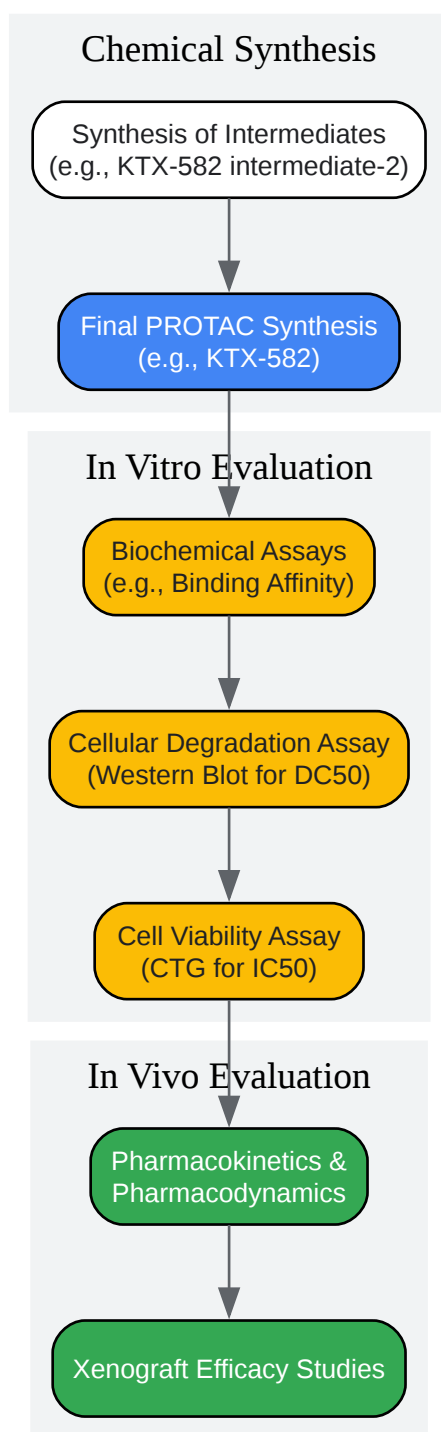 Chemical Synthesis
Synthesis of Intermediates
(e.g., KTX-582 intermediate-2)
Final PROTAC Synthesis
(e.g., KTX-582)
In Vitro Evaluation
Biochemical Assays
(e.g., Binding Affinity)
Cellular Degradation Assay
(Western Blot for DC50)
Cell Viability Assay
(CTG for IC50)
In Vivo Evaluation
Pharmacokinetics &
Pharmacodynamics
Xenograft Efficacy Studies